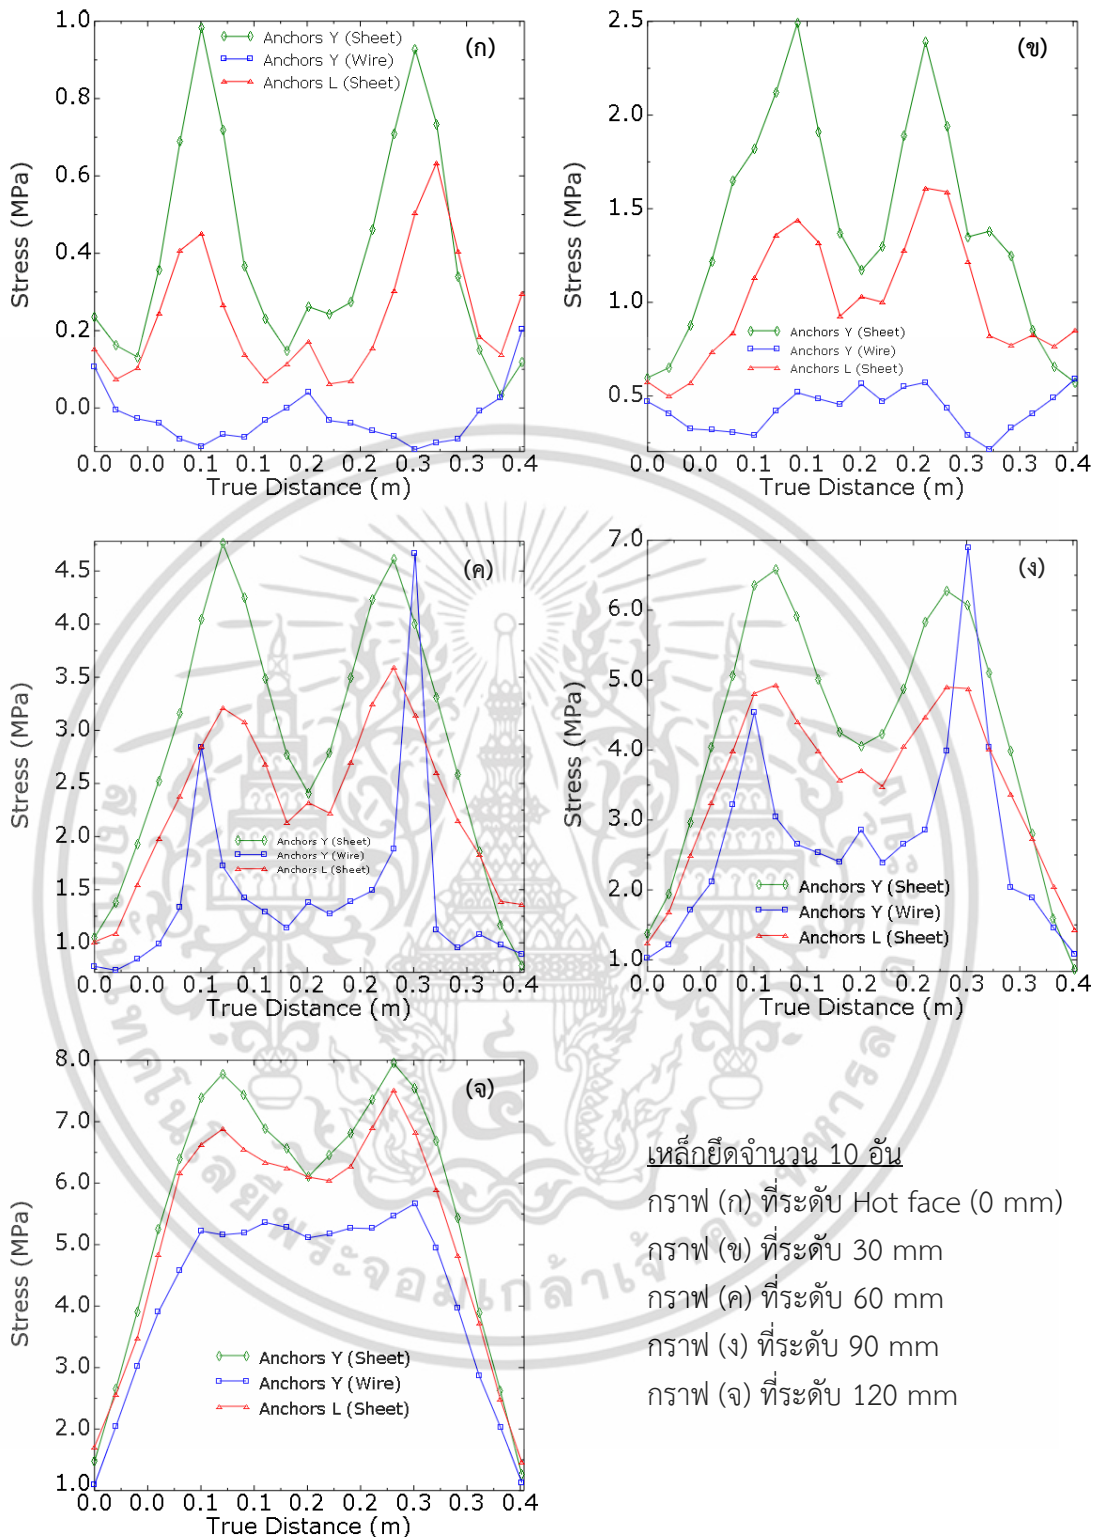 1.0
0.8
0.6
0.4
0.2
0.0
Stress (MPa)
Anchors Y (Sheet)
Anchors Y (Wire)
Anchors L (Sheet)
(ก)
0.0 0.0 0.1 0.1 0.2 0.2 0.3 0.3 0.4
True Distance (m)
2.5
2.0
1.5
1.0
0.5
Stress (MPa)
(ข)
Anchors Y (Sheet)
Anchors Y (Wire)
Anchors L (Sheet)
0.0 0.0 0.1 0.1 0.2 0.2 0.3 0.3 0.4
True Distance (m)
4.5
4.0
3.5
3.0
2.5
2.0
1.5
1.0
Stress (MPa)
(ค)
Anchors Y (Sheet)
Anchors Y (Wire)
Anchors L (Sheet)
0.0 0.0 0.1 0.1 0.2 0.2 0.3 0.3 0.4
True Distance (m)
7.0
6.0
5.0
4.0
3.0
2.0
1.0
Stress (MPa)
(ง)
Anchors Y (Sheet)
Anchors Y (Wire)
Anchors L (Sheet)
0.0 0.0 0.1 0.1 0.2 0.2 0.3 0.3 0.4
True Distance (m)
8.0
7.0
6.0
5.0
4.0
3.0
2.0
1.0
Stress (MPa)
(จ)
Anchors Y (Sheet)
Anchors Y (Wire)
Anchors L (Sheet)
0.0 0.0 0.1 0.1 0.2 0.2 0.3 0.3 0.4
True Distance (m)
เหล็กยึดจำนวน 10 อัน
กราฟ (ก) ที่ระดับ Hot face (0 mm)
กราฟ (ข) ที่ระดับ 30 mm
กราฟ (ค) ที่ระดับ 60 mm
กราฟ (ง) ที่ระดับ 90 mm
กราฟ (จ) ที่ระดับ 120 mm